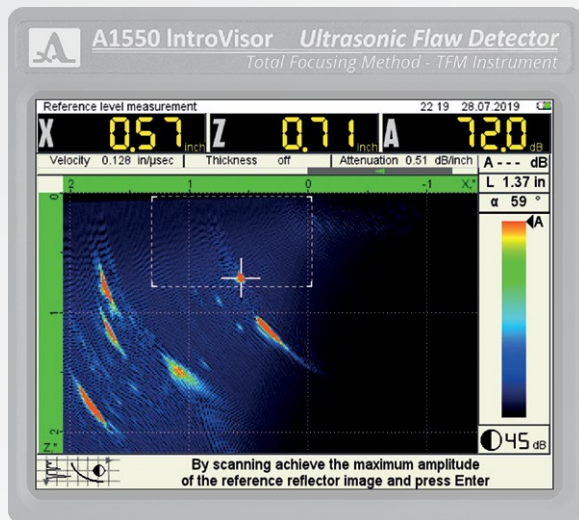 A1550 IntroVisor Ultrasonic Flaw Detector
Total Focusing Method - TFM Instrument
Reference level measurement 22 19 28.07.2019
X 0.57 inch Z 0.71 inch A 72.0 dB
Velocity 0.128 in/µsec Thickness off Attenuation 0.51 dB/inch A --- dB
L 1.37 in
α 59 °
2 1 0 -1 X,"
0
A
1
2
Z,"
45 dB
By scanning achieve the maximum amplitude
of the reference reflector image and press Enter